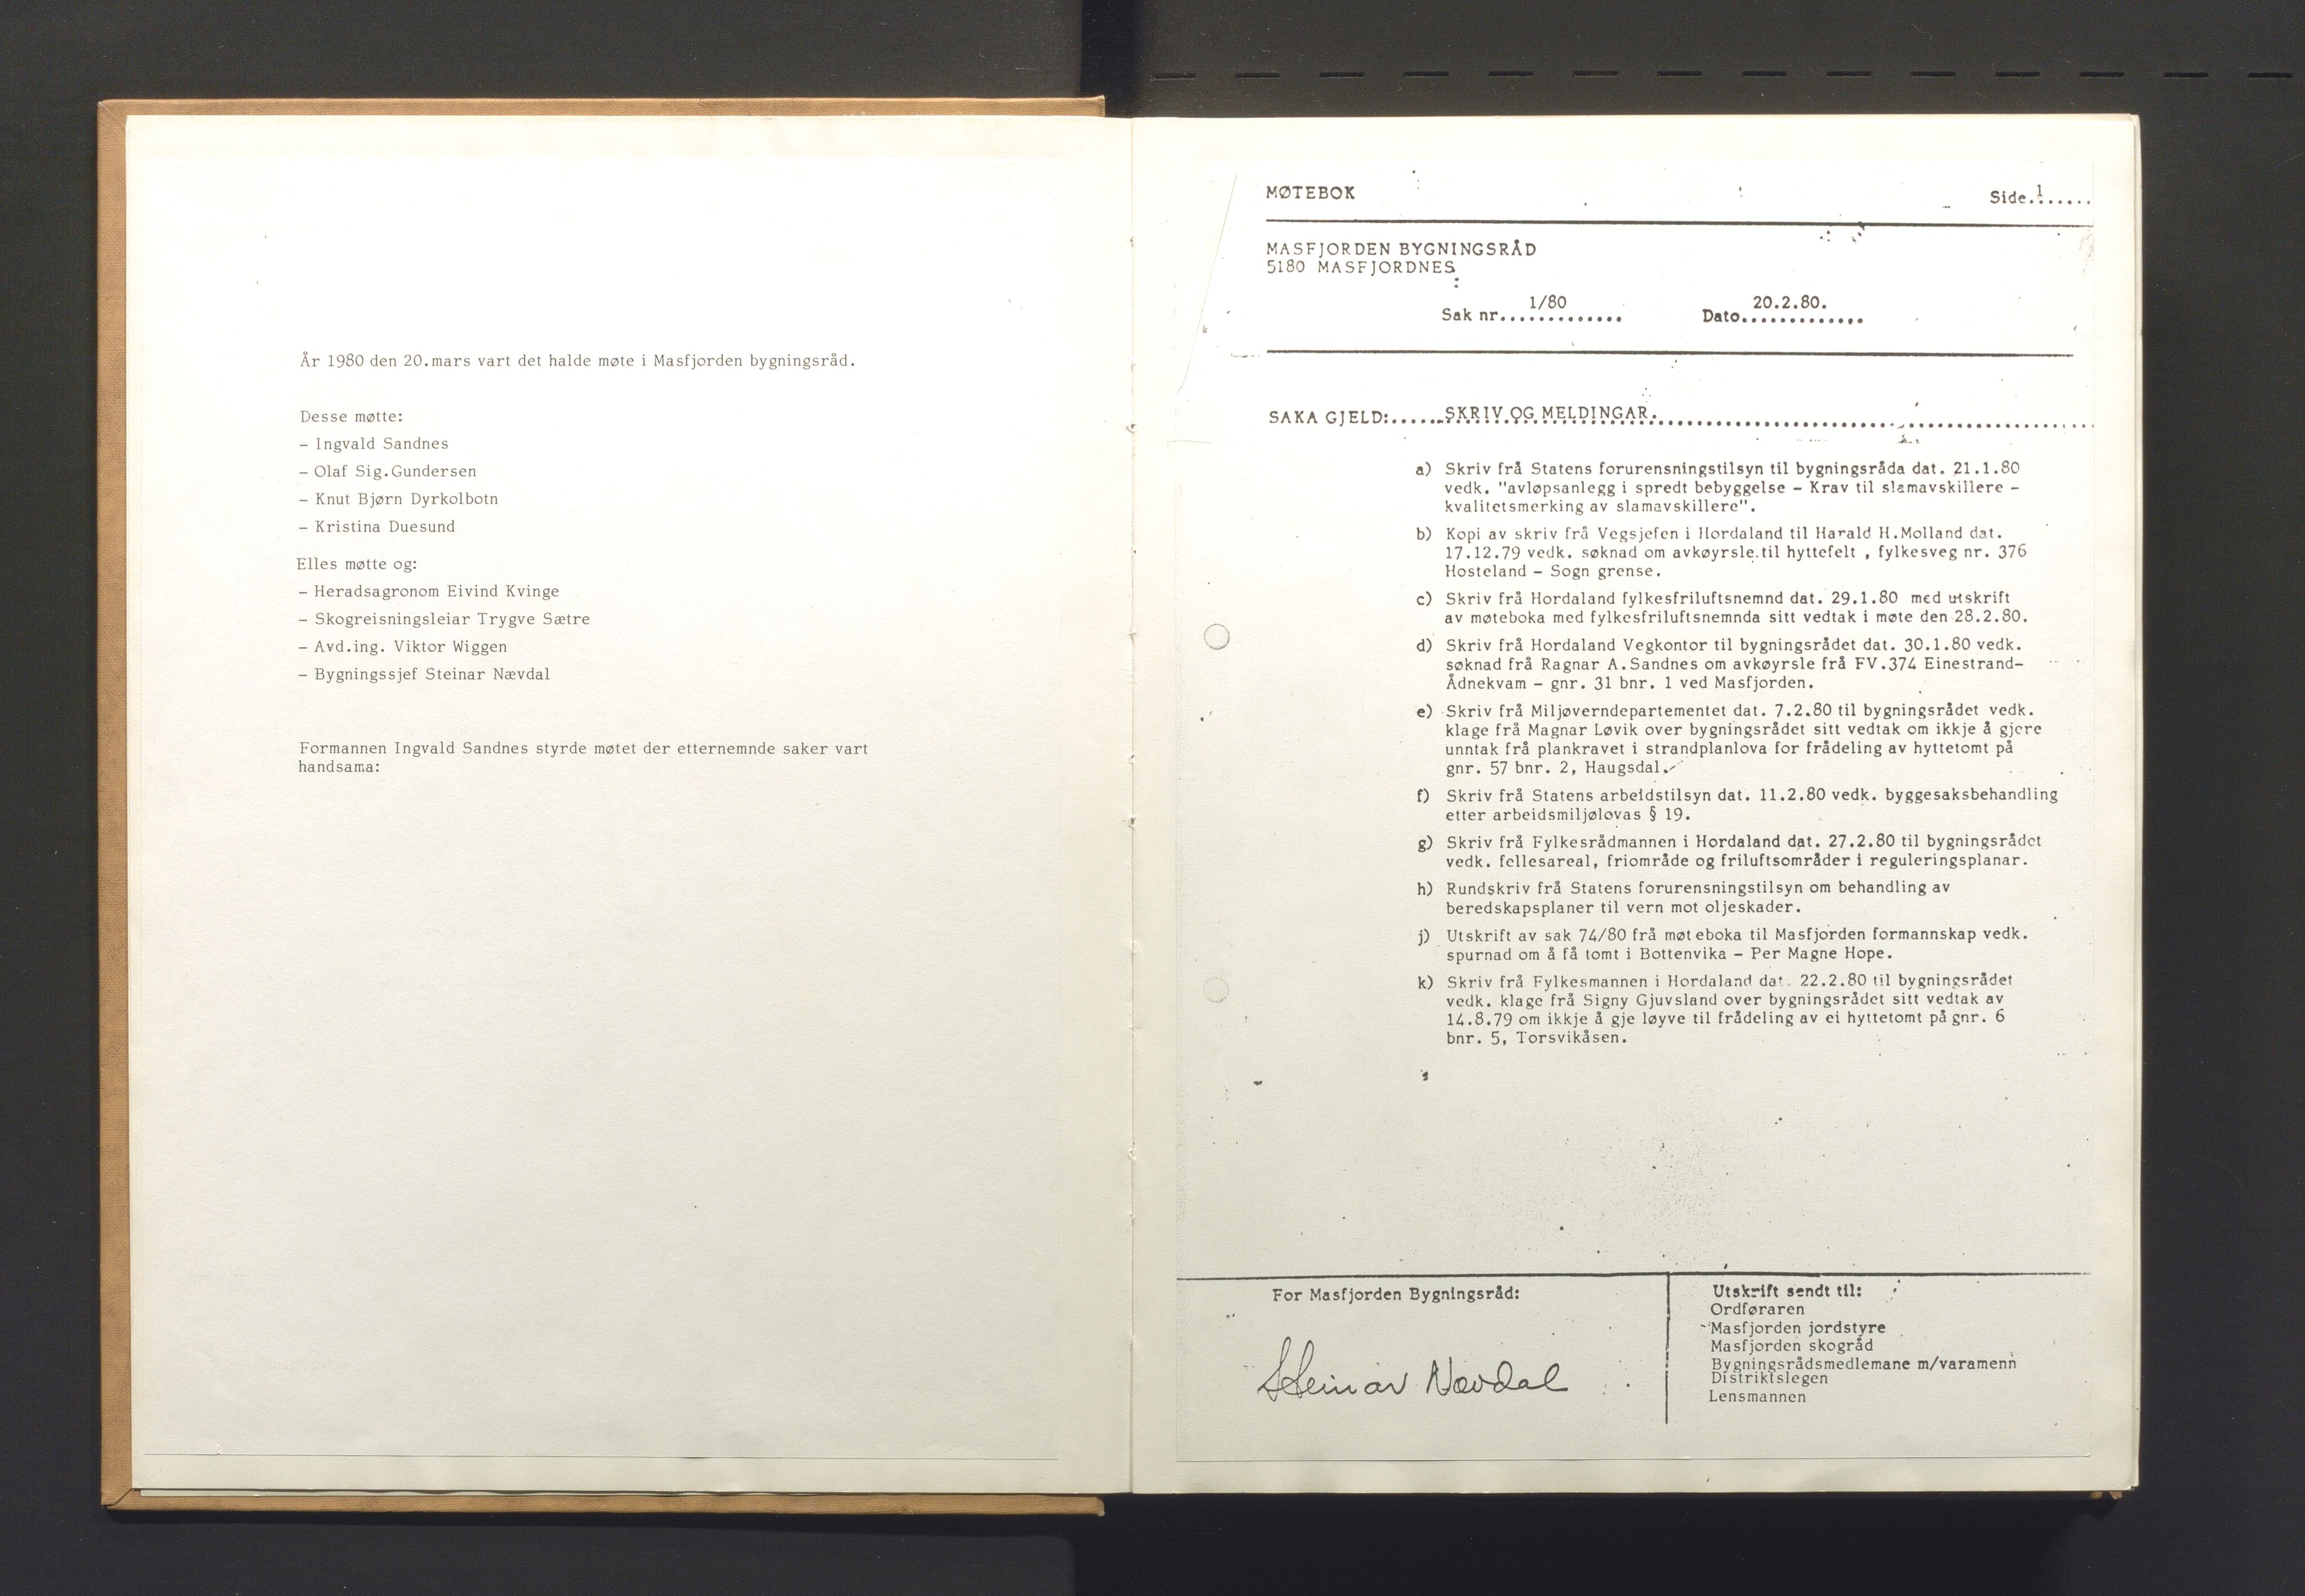 År 1980 den 20.mars vart det halde møte i Masfjorden bygningsråd.
Desse møtte:
– Ingvald Sandnes
– Olaf Sig.Gundersen
– Knut Bjørn Dyrkolbotn
– Kristina Duesund
Elles møtte og:
– Heradsagronom Eivind Kvinge
– Skogreisningsleiar Trygve Sætre
– Avd.ing. Viktor Wiggen
– Bygningssjef Steinar Nævdal
Formannen Ingvald Sandnes styrde møtet der etternemnde saker vart
handsama:
MØTEBOK
Side.1......
MASFJORDEN BYGNINGSRÅD
5180 MASFJORDNES
Sak nr. 1/80 Dato 20.2.80.
SAKA GJELD: SKRIV OG MELDINGAR.
a) Skriv frå Statens forurensningstilsyn til bygningsråda dat. 21.1.80
vedk. "avløpsanlegg i spredt bebyggelse – Krav til slamavskillere –
kvalitetsmerking av slamavskillere".
b) Kopi av skriv frå Vegsjefen i Hordaland til Harald H.Molland dat.
17.12.79 vedk. søknad om avkøyrsle til hyttefelt , fylkesveg nr. 376
Hosteland – Sogn grense.
c) Skriv frå Hordaland fylkesfriluftsnemnd dat. 29.1.80 med utskrift
av møteboka med fylkesfriluftsnemnda sitt vedtak i møte den 28.2.80.
d) Skriv frå Hordaland Vegkontor til bygningsrådet dat. 30.1.80 vedk.
søknad frå Ragnar A.Sandnes om avkøyrsle frå FV.374 Einestrand–
Ådnekvam – gnr. 31 bnr. 1 ved Masfjorden.
e) Skriv frå Miljøverndepartementet dat. 7.2.80 til bygningsrådet vedk.
klage frå Magnar Løvik over bygningsrådet sitt vedtak om ikkje å gjere
unntak frå plankravet i strandplanlova for frådeling av hyttetomt på
gnr. 57 bnr. 2, Haugsdal.
f) Skriv frå Statens arbeidstilsyn dat. 11.2.80 vedk. byggesaksbehandling
etter arbeidsmiljølovas § 19.
g) Skriv frå Fylkesrådmannen i Hordaland dat. 27.2.80 til bygningsrådet
vedk. fellesareal, friområde og friluftsområder i reguleringsplanar.
h) Rundskriv frå Statens forurensningstilsyn om behandling av
beredskapsplaner til vern mot oljeskader.
j) Utskrift av sak 74/80 frå møteboka til Masfjorden formannskap vedk.
spurnad om å få tomt i Bottenvika – Per Magne Hope.
k) Skriv frå Fylkesmannen i Hordaland dat. 22.2.80 til bygningsrådet
vedk. klage frå Signy Gjuvsland over bygningsrådet sitt vedtak av
14.8.79 om ikkje å gje løyve til frådeling av ei hyttetomt på gnr. 6
bnr. 5, Torsvikåsen.
For Masfjorden Bygningsråd:
Steinar Nævdal
Utskrift sendt til:
Ordføraren
Masfjorden jordstyre
Masfjorden skogråd
Bygningsrådsmedlemane m/varamenn
Distriktslegen
Lensmannen